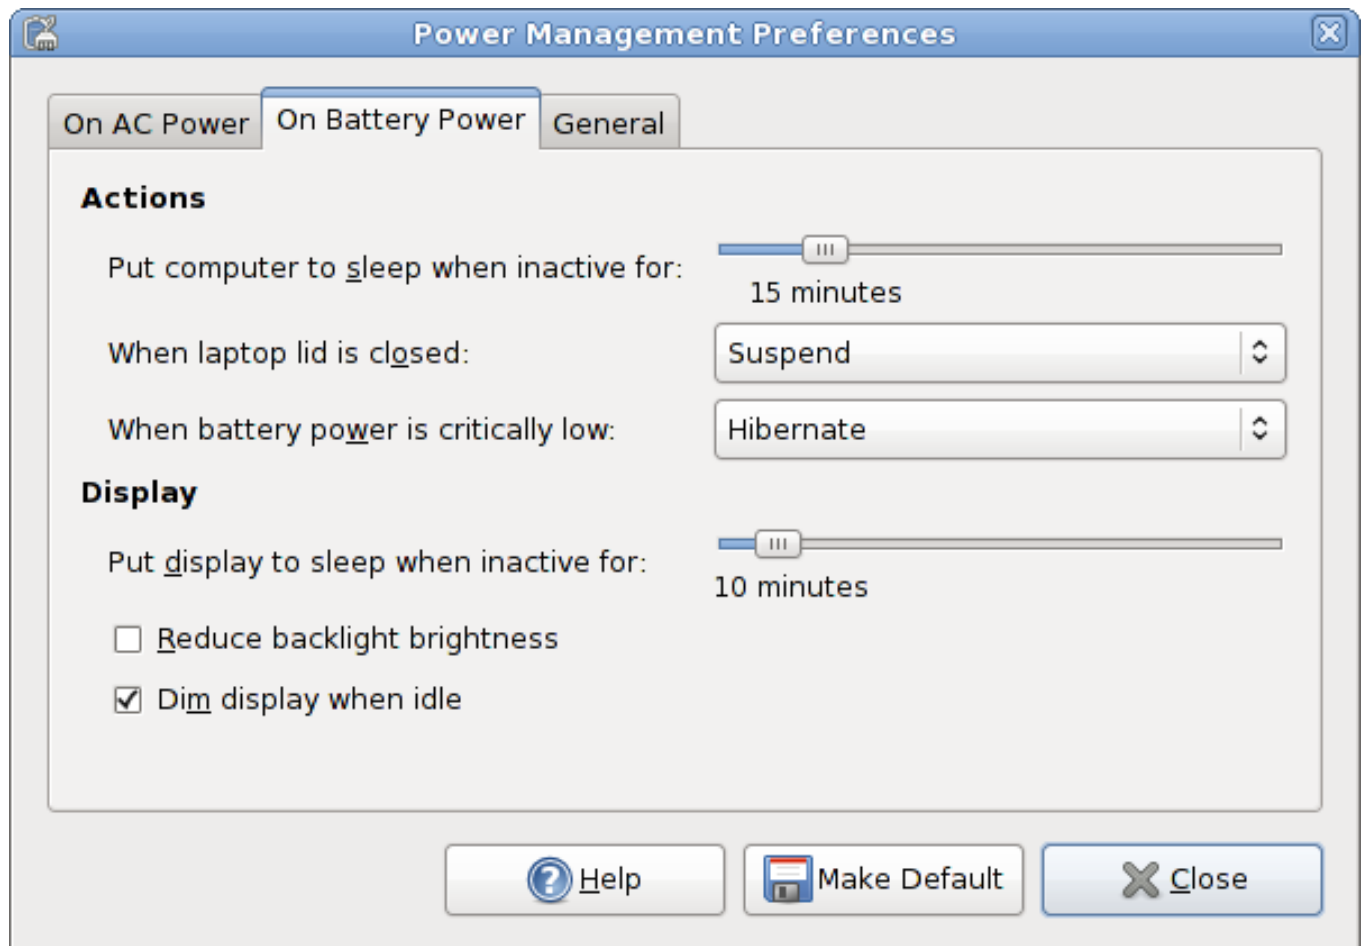 Power Management Preferences
On AC Power On Battery Power General
Actions
Put computer to sleep when inactive for:
15 minutes
When laptop lid is closed: Suspend
When battery power is critically low: Hibernate
Display
Put display to sleep when inactive for:
10 minutes
Reduce backlight brightness
Dim display when idle
Help Make Default Close